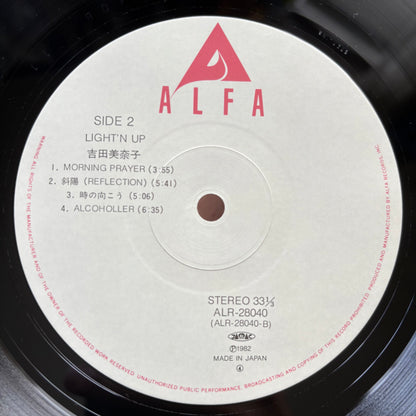 ALFA
SIDE 2
LIGHT'N UP
吉田美奈子
1. MORNING PRAYER (3:55)
2. 斜陽 (REFLECTION) (5:41)
3. 時の向こう (5:06)
4. ALCOHOLLER (6:35)
STEREO 33⅓
ALR-28040
(ALR-28040-B)
Ⓟ1982
MADE IN JAPAN
④
WARNING: ALL RIGHTS OF THE MANUFACTURER AND OF THE OWNER OF THE RECORDED WORK RESERVED. UNAUTHORIZED PUBLIC PERFORMANCE, BROADCASTING AND COPYING OF THIS RECORD PROHIBITED. PRODUCED AND MANUFACTURED BY ALFA RECORDS, INC.